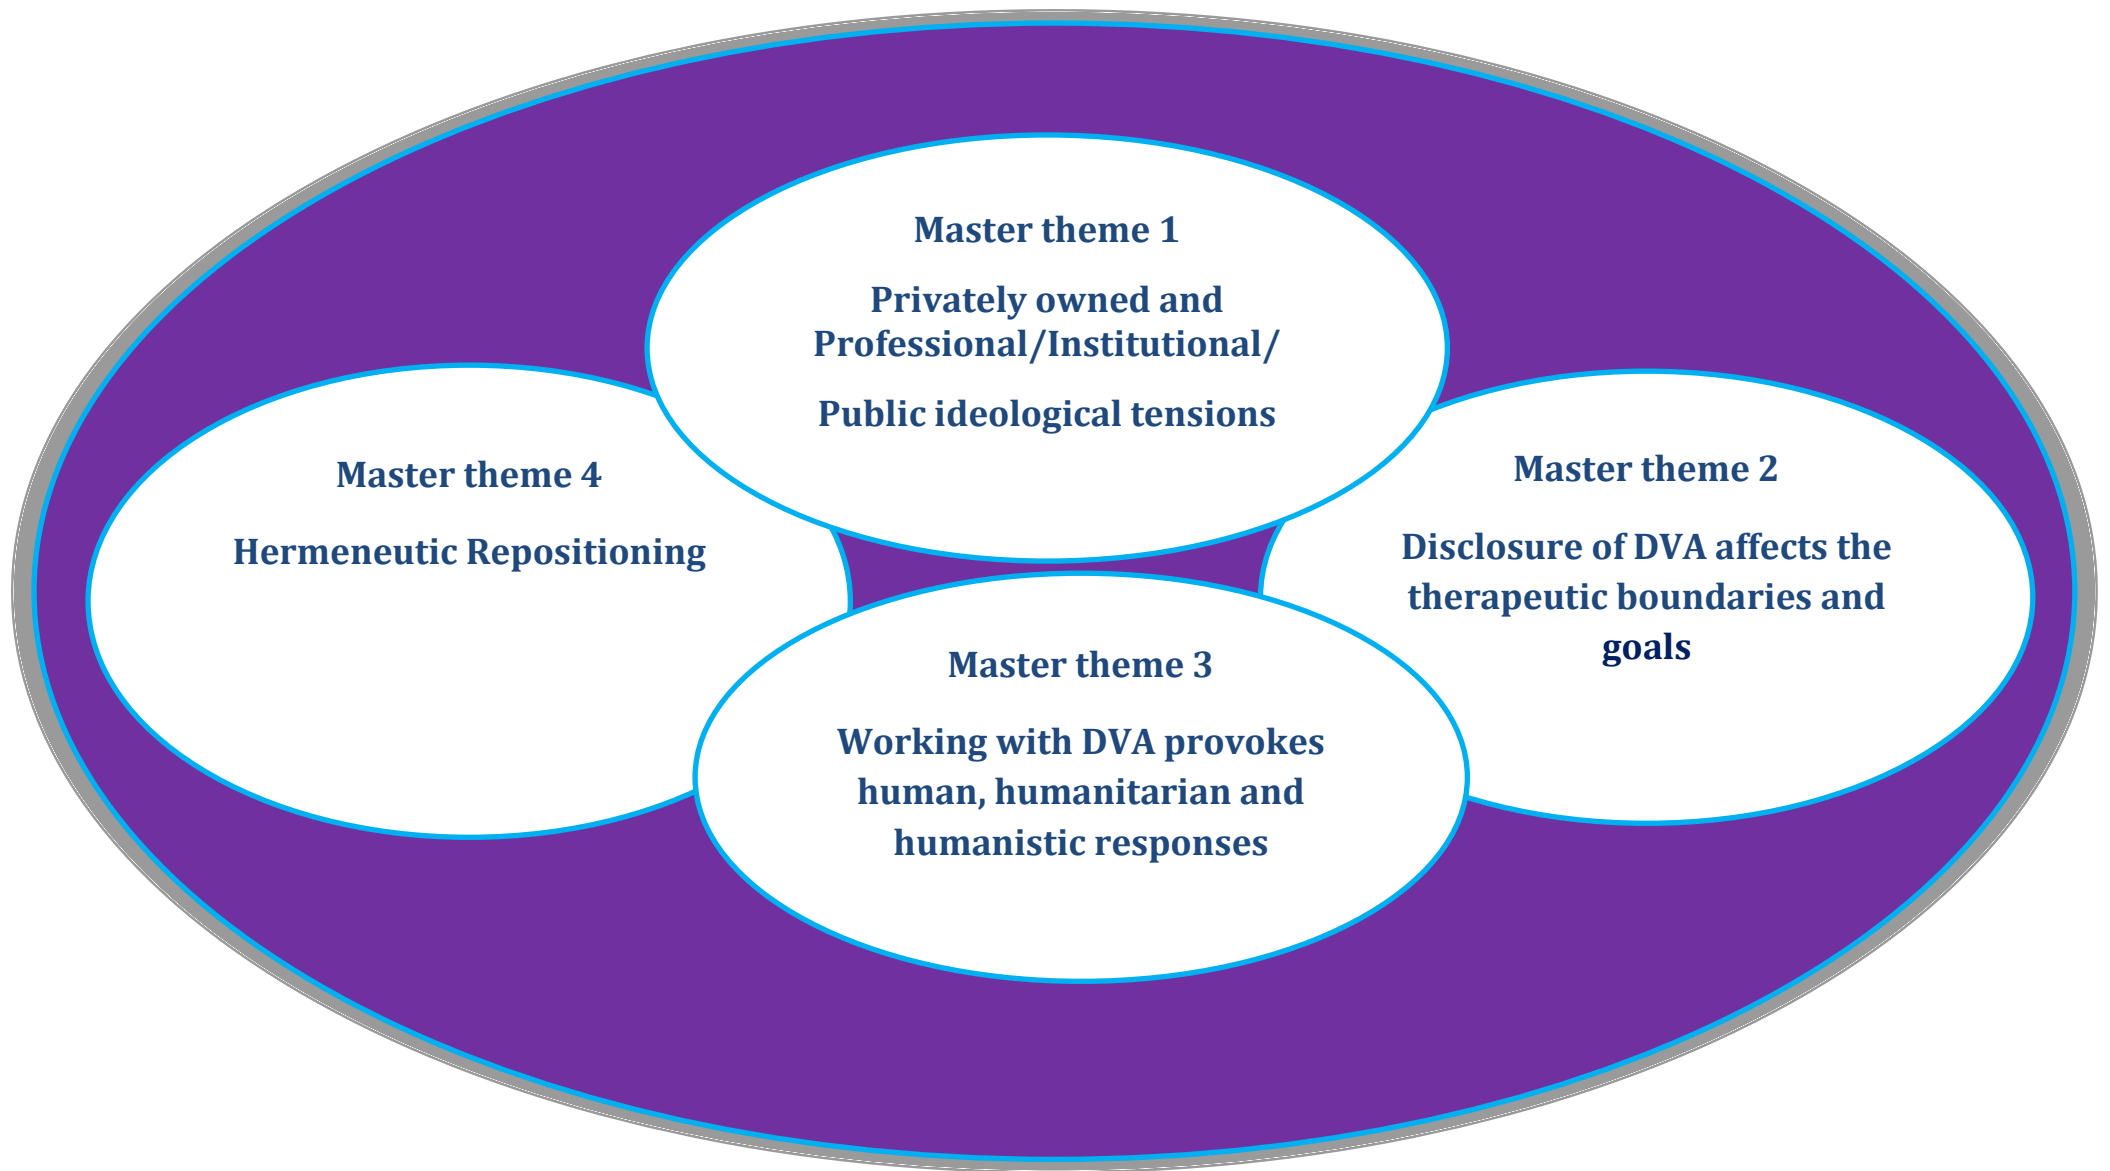 Master theme 1
Privately owned and
Professional/Institutional/
Public ideological tensions
Master theme 4
Hermeneutic Repositioning
Master theme 2
Disclosure of DVA affects the
therapeutic boundaries and
goals
Master theme 3
Working with DVA provokes
human, humanitarian and
humanistic responses